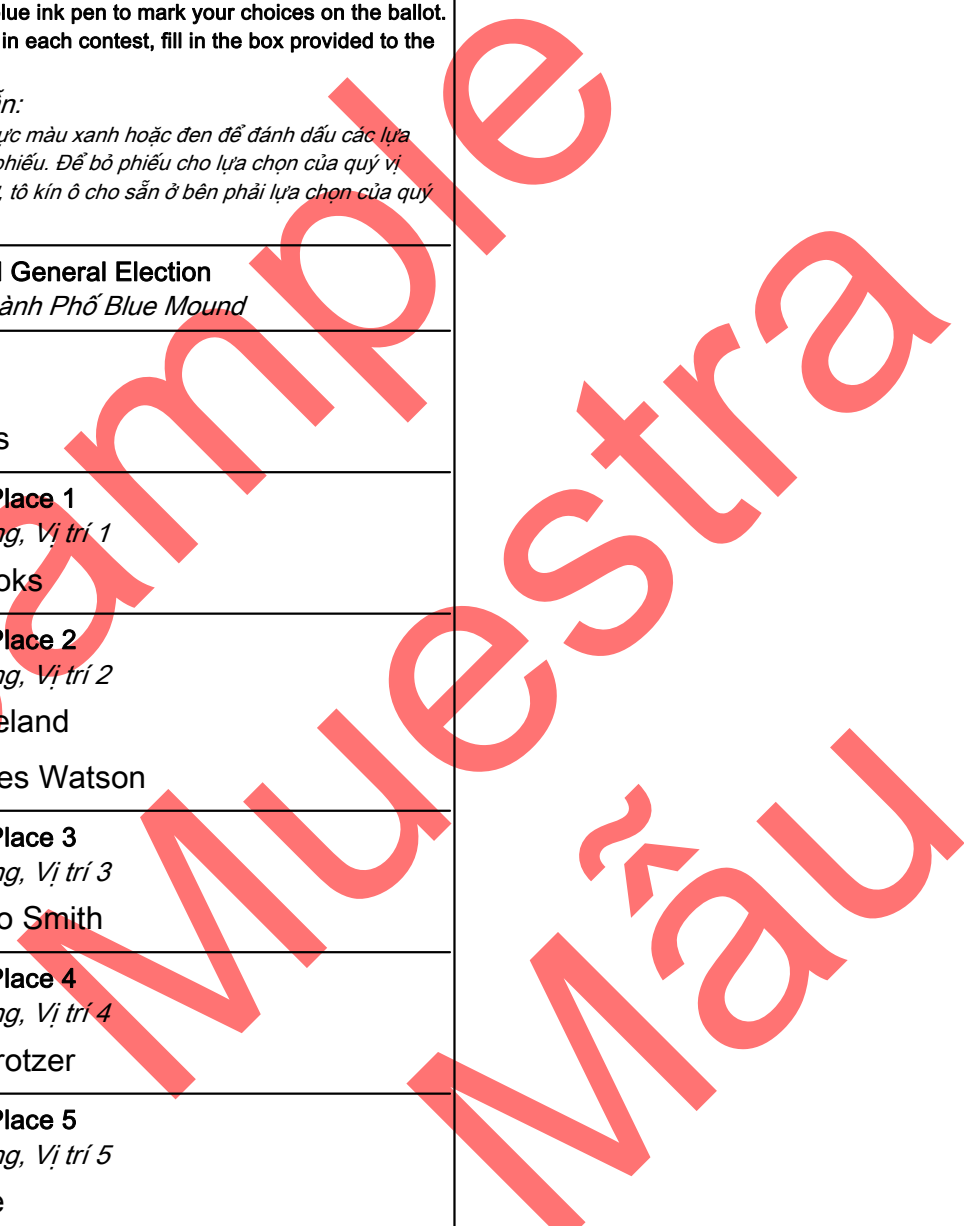 lue ink pen to mark your choices on the ballot.
in each contest, fill in the box provided to the
ẫn:
ực màu xanh hoặc đen để đánh dấu các lựa
phiếu. Để bỏ phiếu cho lựa chọn của quý vị
, tô kín ô cho sẵn ở bên phải lựa chọn của quý
General Election
ành Phố Blue Mound
s
Place 1
ng, Vị trí 1
oks
Place 2
ng, Vị trí 2
eland
es Watson
Place 3
ng, Vị trí 3
o Smith
Place 4
ng, Vị trí 4
rotzer
Place 5
ng, Vị trí 5
e
ample
Muestra
Mẫu